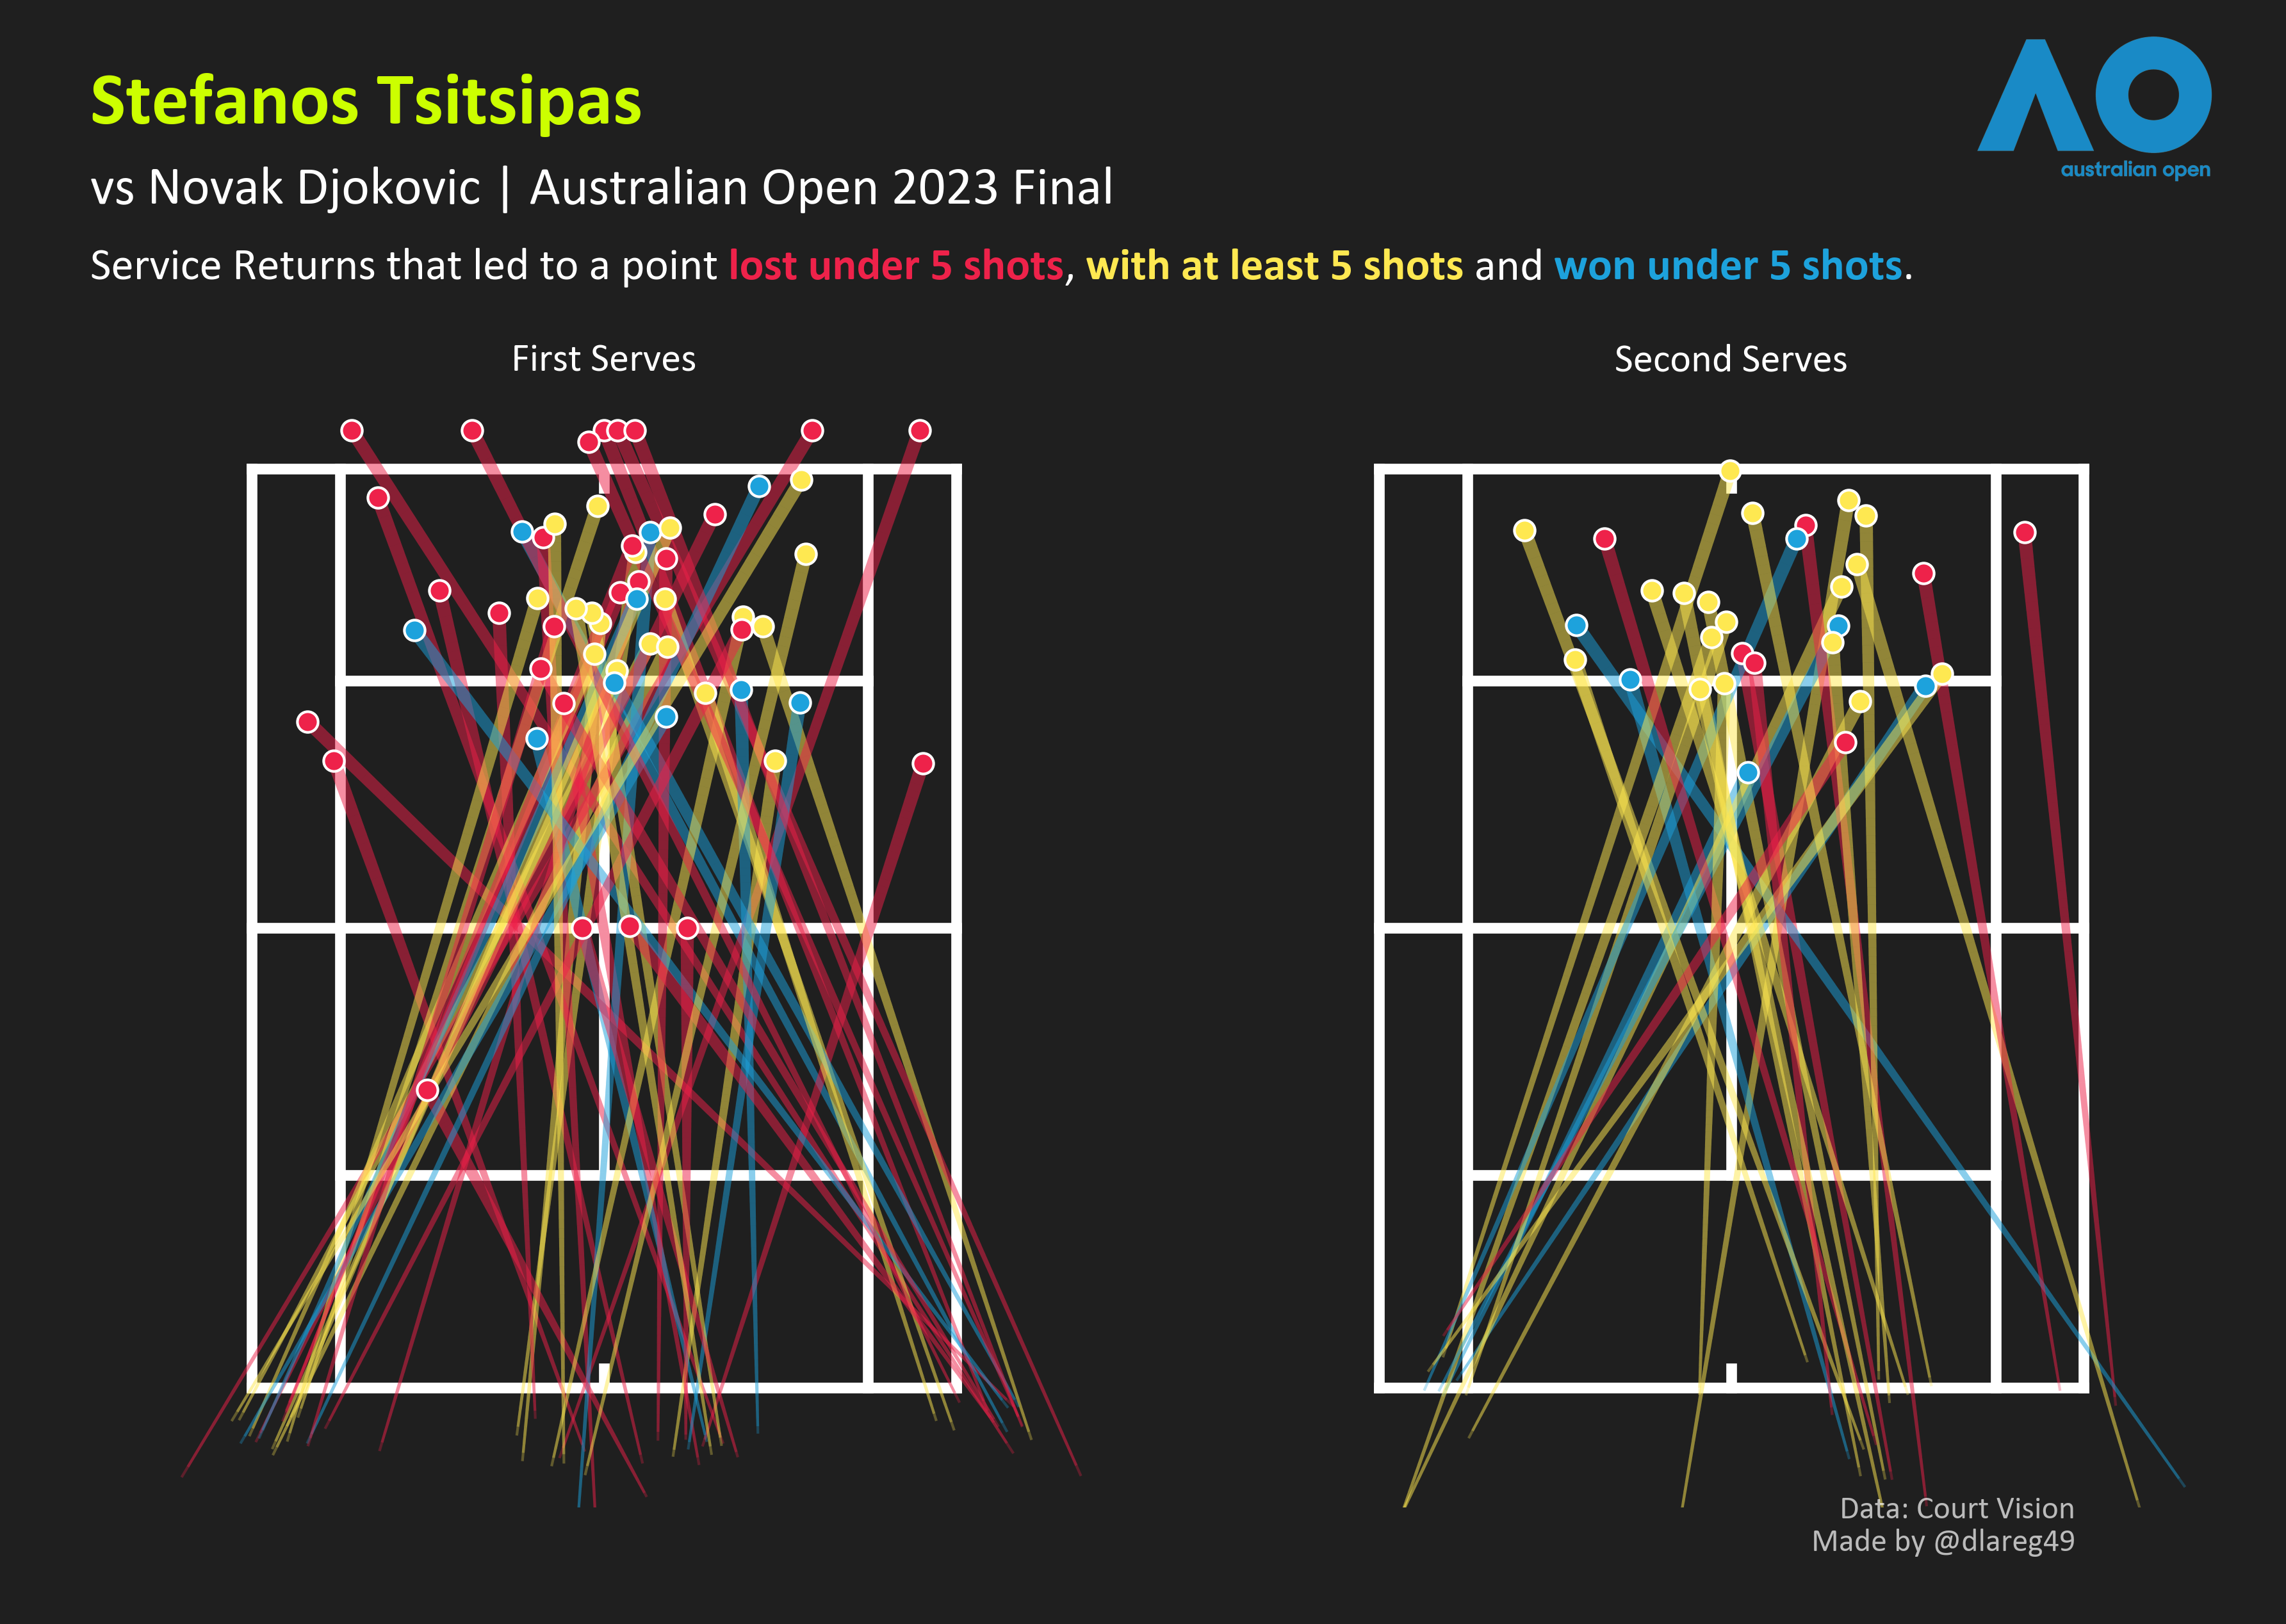 Stefanos Tsitsipas
vs Novak Djokovic | Australian Open 2023 Final
australian open
Service Returns that led to a point lost under 5 shots, with at least 5 shots and won under 5 shots.
First Serves
Second Serves
Data: Court Vision
Made by @dlareg49